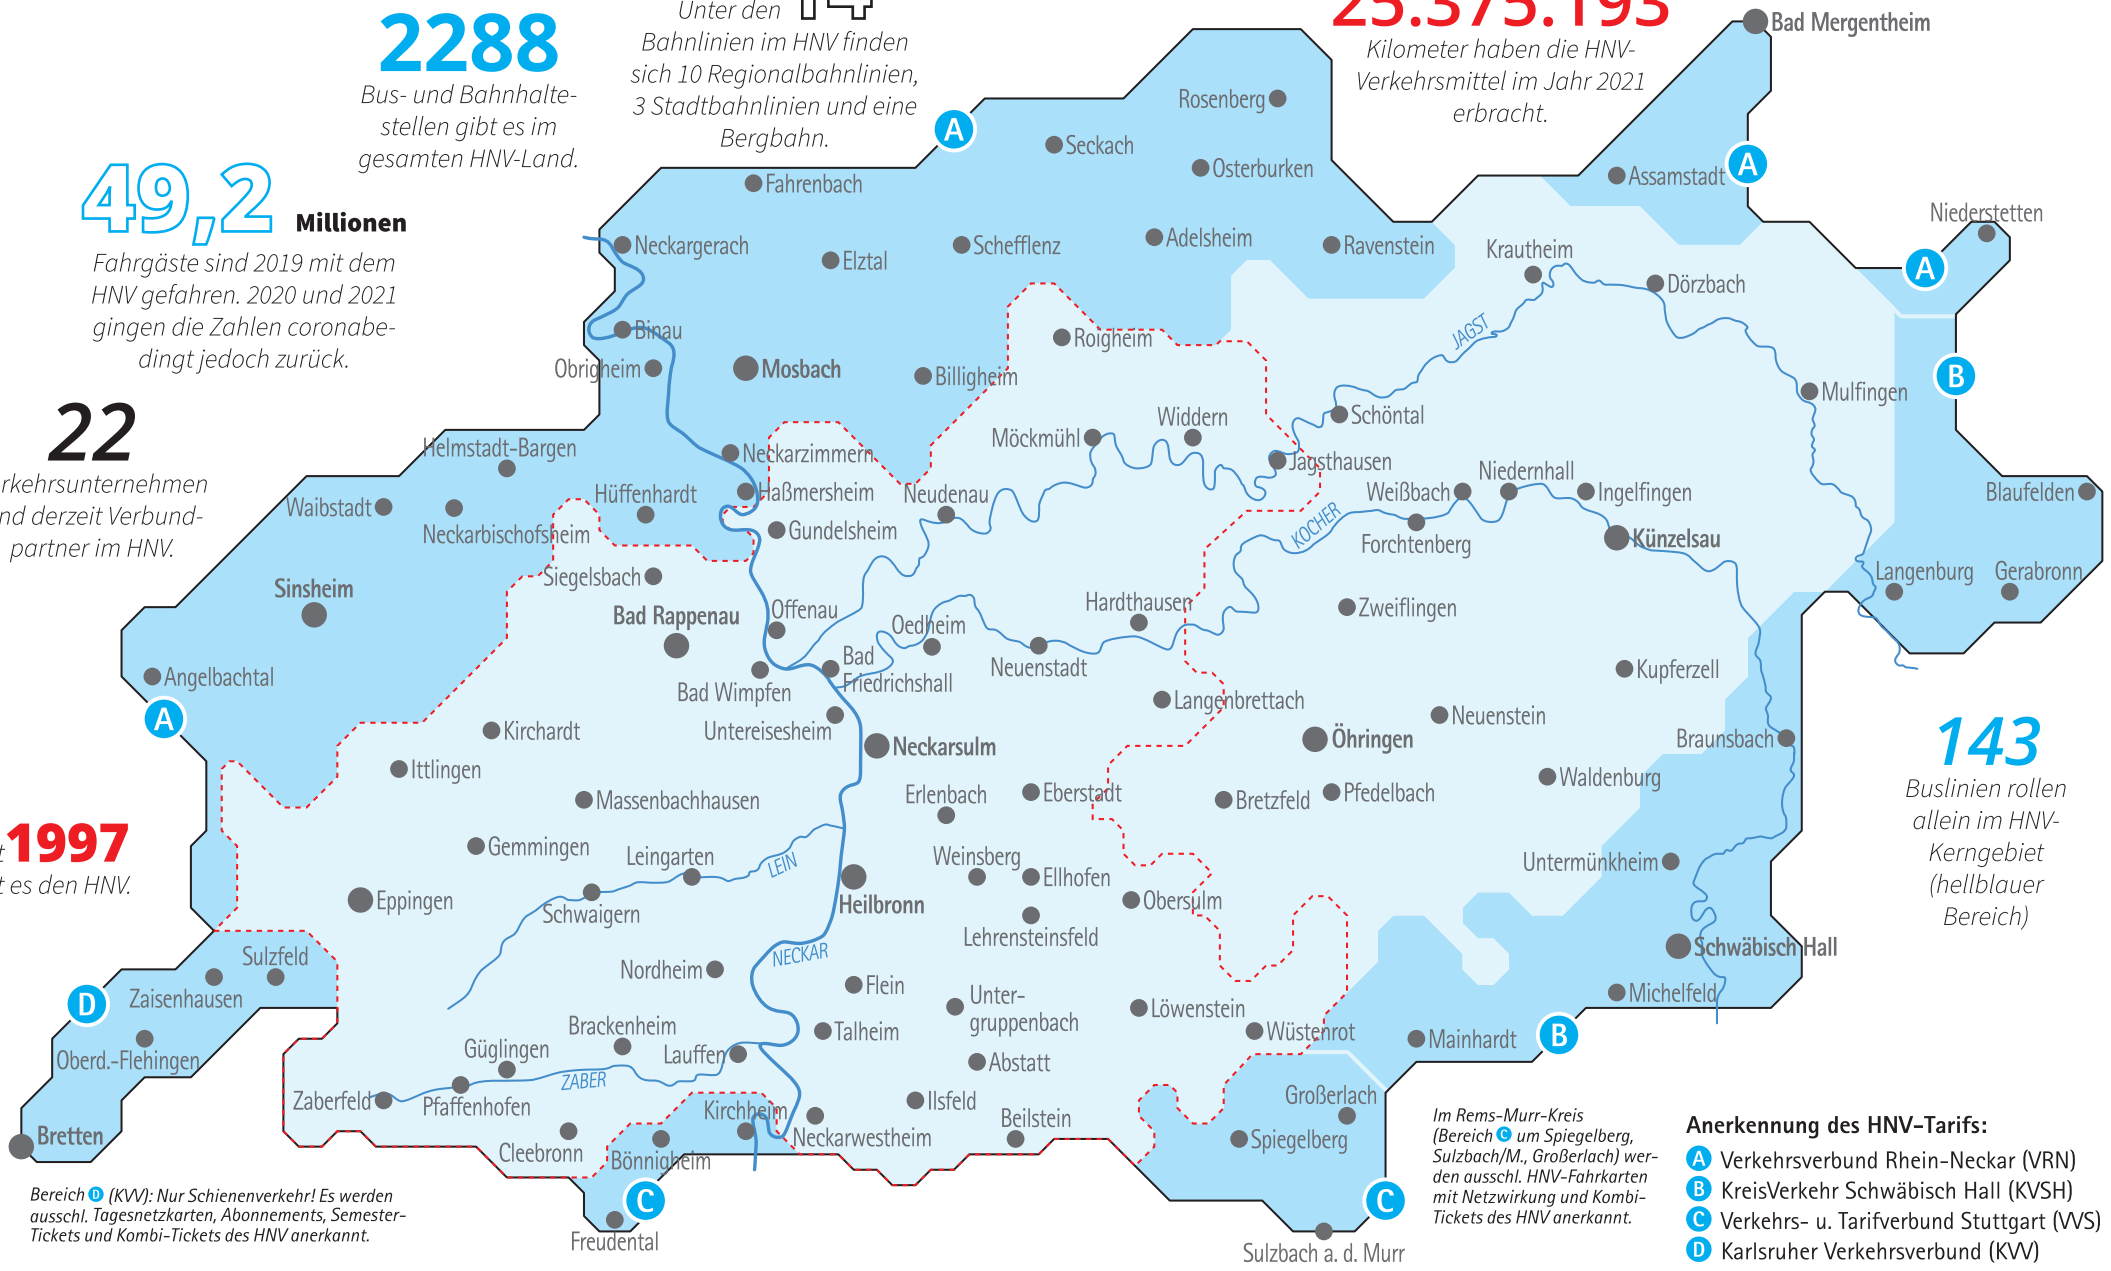 2288
Bus- und Bahnhalte-
stellen gibt es im
gesamten HNV-Land.
Unter den 14
Bahnlinien im HNV finden
sich 10 Regionalbahnlinien,
3 Stadtbahnlinien und eine
Bergbahn.
25.375.193
Kilometer haben die HNV-
Verkehrsmittel im Jahr 2021
erbracht.
49,2 Millionen
Fahrgäste sind 2019 mit dem
HNV gefahren. 2020 und 2021
gingen die Zahlen coronabe-
dingt jedoch zurück.
22
rkehrsunternehmen
nd derzeit Verbund-
partner im HNV.
t 1997
t es den HNV.
143
Buslinien rollen
allein im HNV-
Kerngebiet
(hellblauer
Bereich)
Bad Mergentheim
Rosenberg
A
Seckach
Osterburken
A
Assamstadt
Fahrenbach
Niederstetten
Neckargerach
Elztal
Schefflenz
Adelsheim
Ravenstein
Krautheim
A
Dörzbach
Binau
Roigheim
JAGST
Obrigheim
Mosbach
Billigheim
B
Mulfingen
Schöntal
Widdern
Möckmühl
Helmstadt-Bargen
Neckarzimmern
Jagsthausen
Niedernhall
Waibstadt
Neckarbischofsheim
Hüffenhardt
Haßmersheim
Neudenau
Weißbach
Ingelfingen
Blaufelden
Gundelsheim
KOCHER
Forchtenberg
Künzelsau
Sinsheim
Siegelsbach
Langenburg
Gerabronn
Bad Rappenau
Offenau
Oedheim
Hardthausen
Zweiflingen
Angelbachtal
Bad Wimpfen
Bad
Friedrichshall
Neuenstadt
Kupferzell
Langenbrettach
A
Kirchardt
Untereisesheim
Neckarsulm
Öhringen
Neuenstein
Braunsbach
Ittlingen
Waldenburg
Massenbachhausen
Erlenbach
Eberstadt
Bretzfeld
Pfedelbach
Gemmingen
Leingarten
LEIN
Weinsberg
Ellhofen
Untermünkheim
Eppingen
Schwaigern
Heilbronn
Obersulm
Lehrensteinsfeld
Schwäbisch Hall
Sulzfeld
Zaisenhausen
NECKAR
Nordheim
Flein
Unter-
gruppenbach
Löwenstein
Michelfeld
D
Oberd.-Flehingen
Brackenheim
Talheim
Wüstenrot
Mainhardt
B
Güglingen
Lauffen
Abstatt
ZABER
Zaberfeld
Pfaffenhofen
Kirchheim
Ilsfeld
Großerlach
Bretten
Cleebronn
Bönnigheim
Neckarwestheim
Beilstein
Spiegelberg
C
C
Freudental
Sulzbach a. d. Murr
Bereich D (KVV): Nur Schienenverkehr! Es werden
ausschl. Tagesnetzkarten, Abonnements, Semester-
Tickets und Kombi-Tickets des HNV anerkannt.
Im Rems-Murr-Kreis
(Bereich C um Spiegelberg,
Sulzbach/M., Großerlach) wer-
den ausschl. HNV-Fahrkarten
mit Netzwirkung und Kombi-
Tickets des HNV anerkannt.
Anerkennung des HNV-Tarifs:
A Verkehrsverbund Rhein-Neckar (VRN)
B KreisVerkehr Schwäbisch Hall (KVSH)
C Verkehrs- u. Tarifverbund Stuttgart (VVS)
D Karlsruher Verkehrsverbund (KVV)